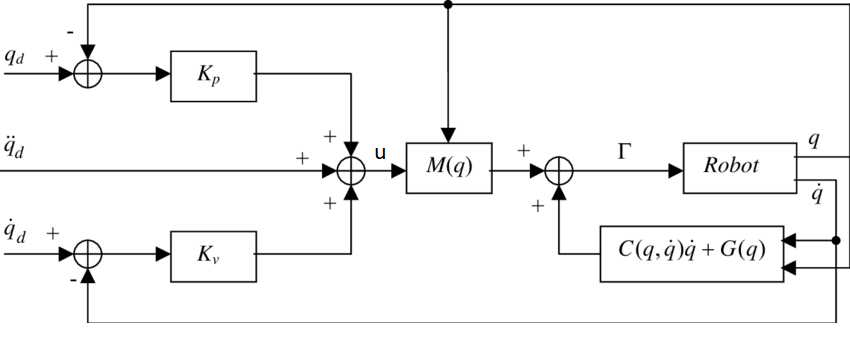 -
q_d +
K_p
+
q̈_d
+
u
M(q)
+
Γ
Robot
q
q̇
+
+
q̇_d +
K_v
-
C(q, q̇)q̇ + G(q)